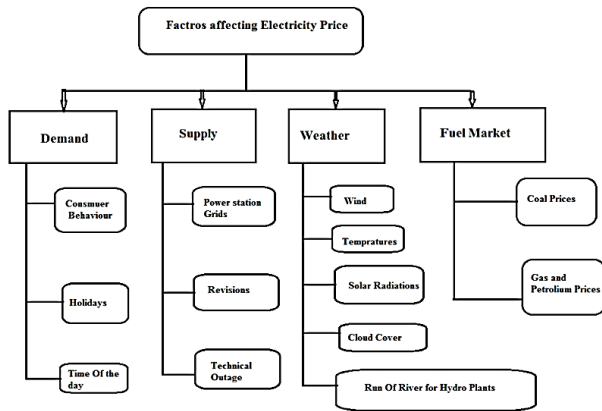 Factros affecting Electricity Price
Demand
Supply
Weather
Fuel Market
Consmuer
Behaviour
Holidays
Time Of the
day
Power station
Grids
Revisions
Technical
Outage
Wind
Tempratures
Solar Radiations
Cloud Cover
Run Of River for Hydro Plants
Coal Prices
Gas and
Petrolium Prices